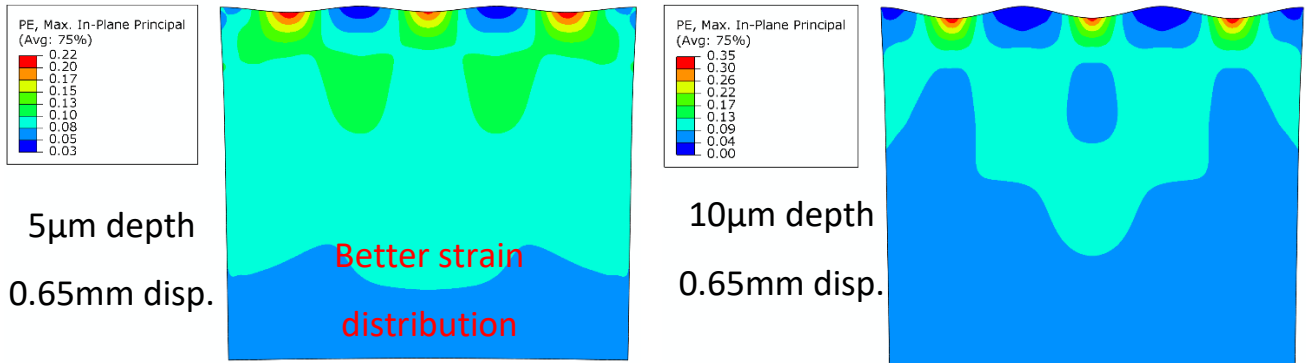 PE, Max. In-Plane Principal
(Avg: 75%)
0.22
0.20
0.17
0.15
0.13
0.10
0.08
0.05
0.03
5µm depth
0.65mm disp.
Better strain
distribution
PE, Max. In-Plane Principal
(Avg: 75%)
0.35
0.30
0.26
0.22
0.17
0.13
0.09
0.04
0.00
10µm depth
0.65mm disp.